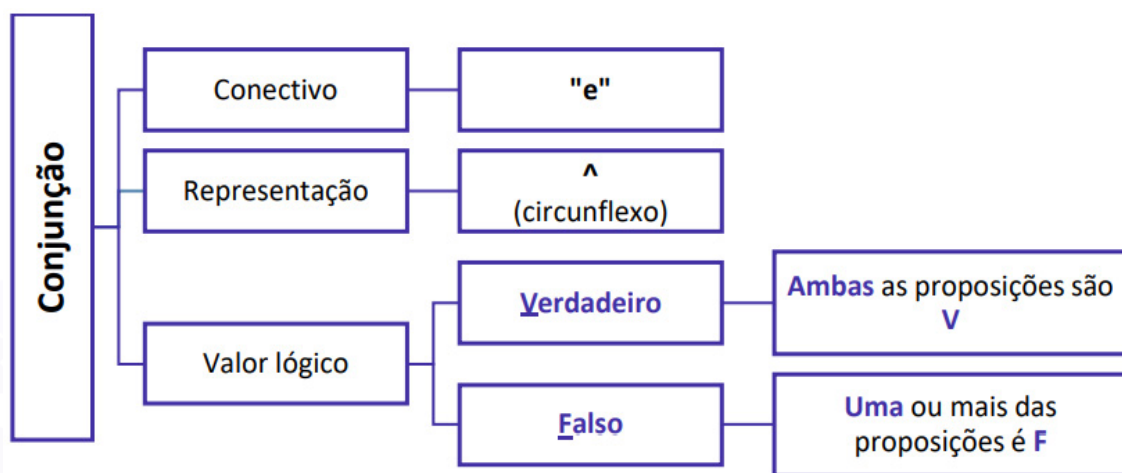 Conjunção
Conectivo
"e"
Representação
^
(circunflexo)
Valor lógico
Verdadeiro
Ambas as proposições são
V
Falso
Uma ou mais das
proposições é F